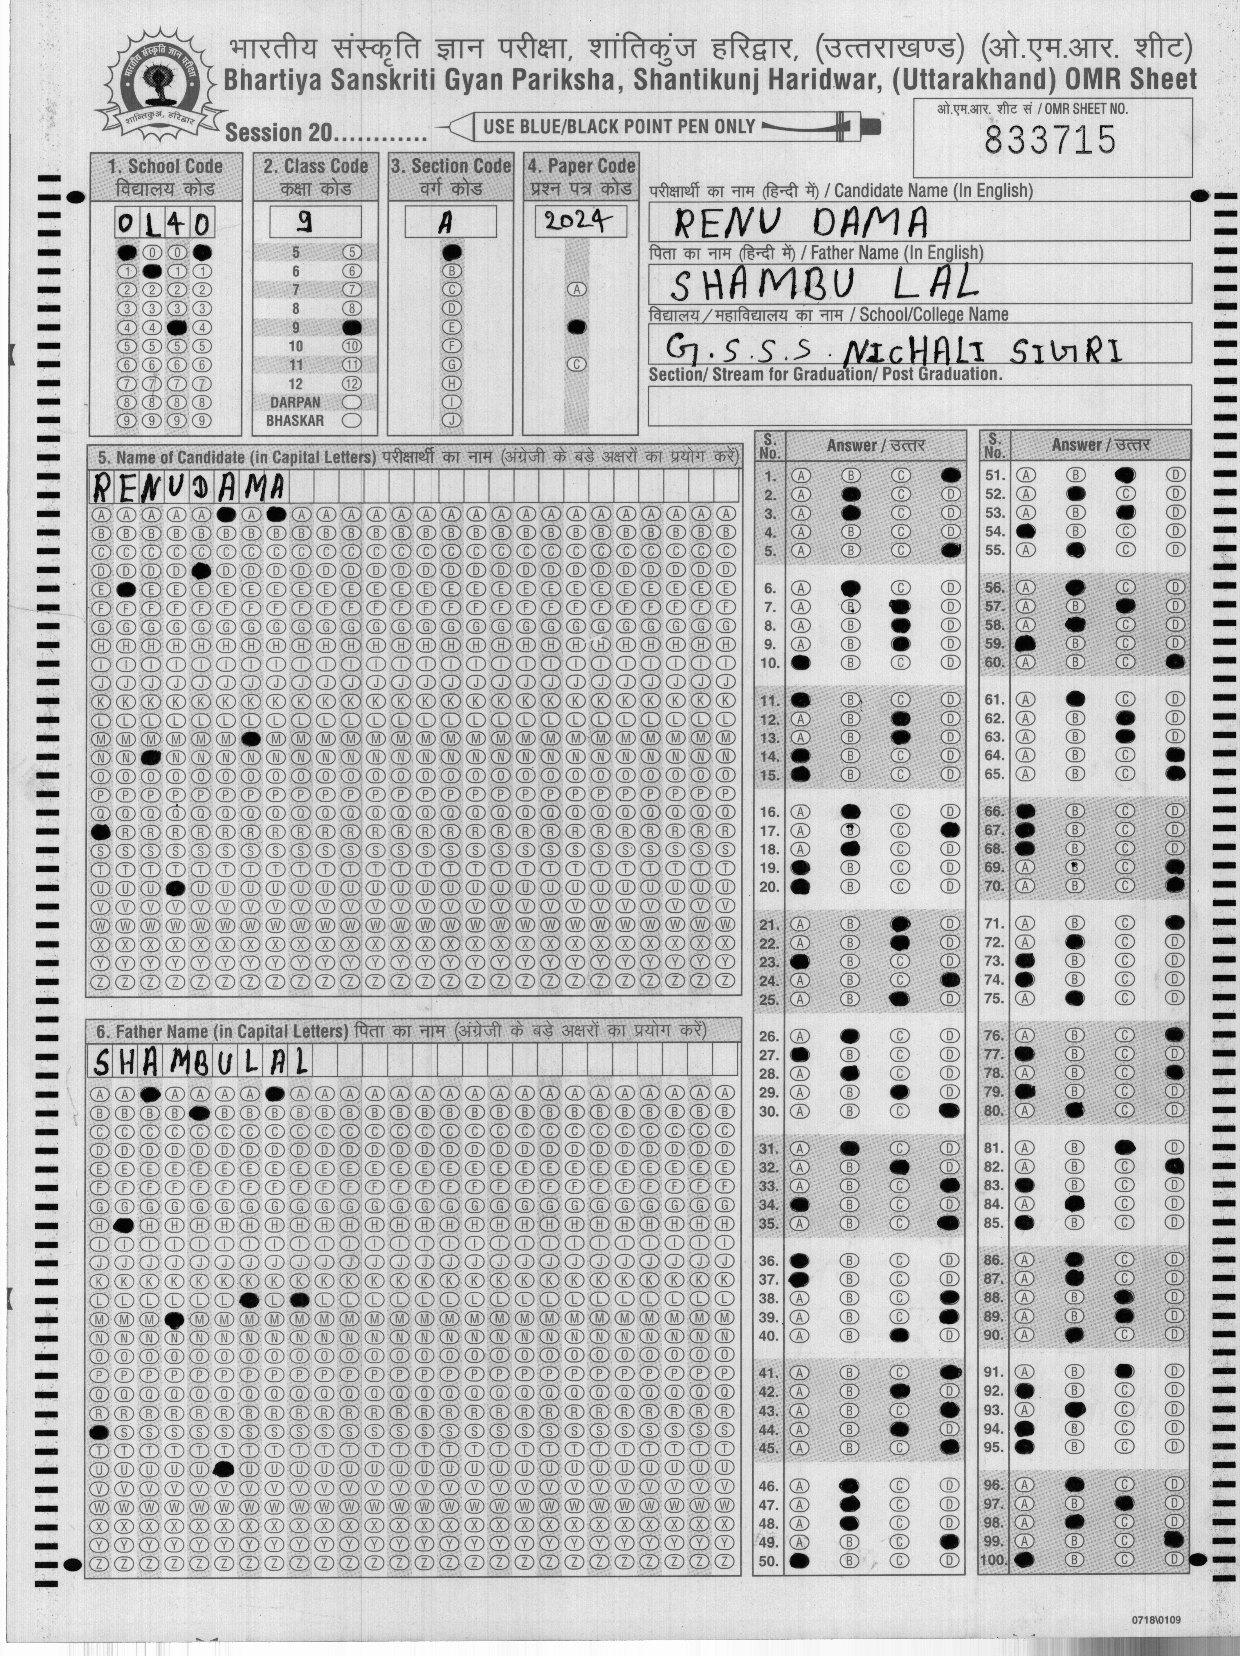 भारतीय संस्कृति ज्ञान परीक्षा, शांतिकुंज हरिद्वार, (उत्तराखण्ड) (ओ.एम.आर. शीट)
Bhartiya Sanskriti Gyan Pariksha, Shantikunj Haridwar, (Uttarakhand) OMR Sheet
भारतीय संस्कृति ज्ञान परीक्षा
शान्तिकुञ्ज, हरिद्वार
Session 20............
USE BLUE/BLACK POINT PEN ONLY
ओ.एम.आर. शीट सं / OMR SHEET NO.
833715
1. School Code
विद्यालय कोड
0L40
2. Class Code
कक्षा कोड
9
5
6
7
8
9
10
11
12
DARPAN
BHASKAR
3. Section Code
वर्ग कोड
A
4. Paper Code
प्रश्न पत्र कोड
2024
परीक्षार्थी का नाम (हिन्दी में) / Candidate Name (In English)
RENU DAMA
पिता का नाम (हिन्दी में) / Father Name (In English)
SHAMBU LAL
विद्यालय/महाविद्यालय का नाम / School/College Name
G.S.S.S. NICHALI SIGRI
Section/ Stream for Graduation/ Post Graduation.
5. Name of Candidate (in Capital Letters) परीक्षार्थी का नाम (अंग्रेजी के बड़े अक्षरों का प्रयोग करें)
RENUDAMA
6. Father Name (in Capital Letters) पिता का नाम (अंग्रेजी के बड़े अक्षरों का प्रयोग करें)
SHAMBULAL
S. No. Answer / उत्तर
S. No. Answer / उत्तर
0718\0109